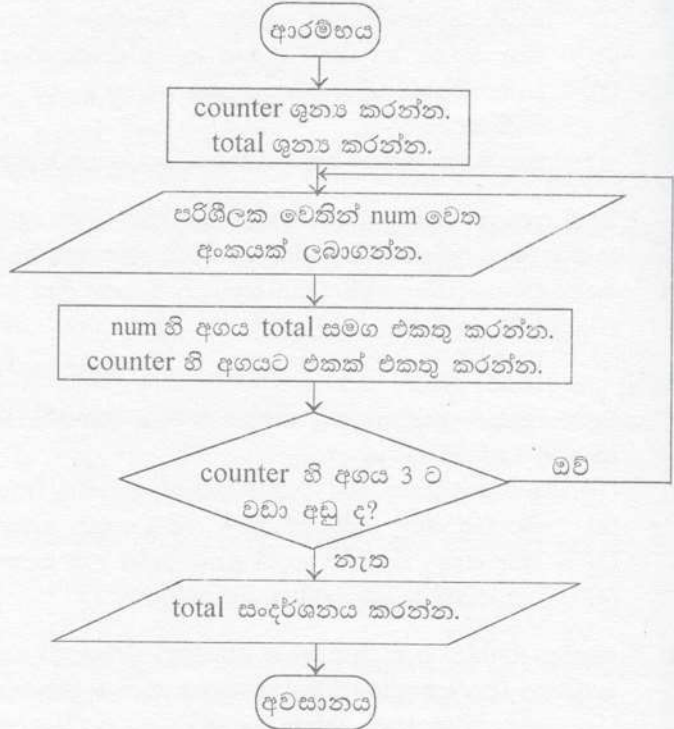 ආරම්භය
counter ශුන්‍ය කරන්න.
total ශුන්‍ය කරන්න.
පරිශීලක වෙතින් num වෙත
අංකයක් ලබාගන්න.
num හි අගය total සමග එකතු කරන්න.
counter හි අගයට එකක් එකතු කරන්න.
counter හි අගය 3 ට
වඩා අඩු ද?
ඔව්
නැත
total සංදර්ශනය කරන්න.
අවසානය